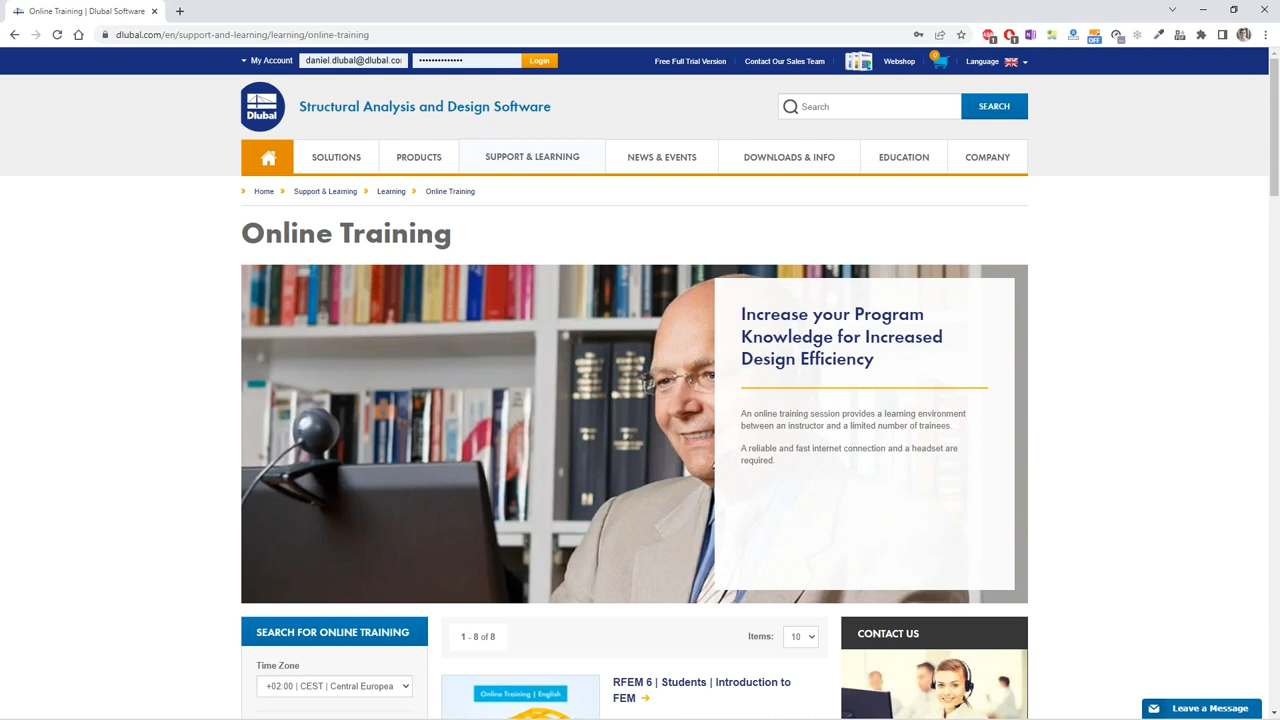 Online Training | Dlubal Software
dlubal.com/en/support-and-learning/learning/online-training
My Account
daniel.dlubal@dlubal.co
Login
Free Full Trial Version
Contact Our Sales Team
Webshop
0
Language
Dlubal
Structural Analysis and Design Software
Search
SEARCH
SOLUTIONS
PRODUCTS
SUPPORT & LEARNING
NEWS & EVENTS
DOWNLOADS & INFO
EDUCATION
COMPANY
Home
Support & Learning
Learning
Online Training
Online Training
Increase your Program
Knowledge for Increased
Design Efficiency
An online training session provides a learning environment
between an instructor and a limited number of trainees.
A reliable and fast internet connection and a headset are
required.
SEARCH FOR ONLINE TRAINING
Time Zone
+02:00 | CEST | Central Europea
1 - 8 of 8
Items:
10
Online Training | English
RFEM 6 | Students | Introduction to
FEM
CONTACT US
Leave a Message